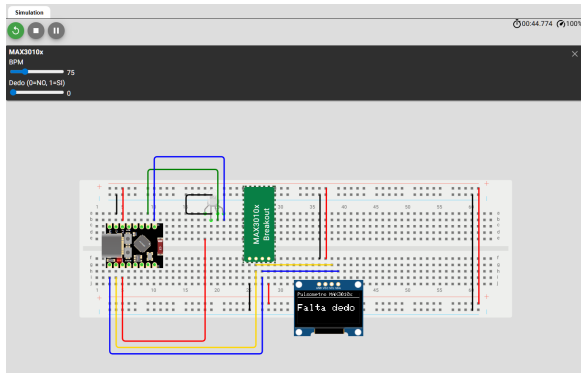 Simulation
00:44.774 100%
MAX3010x
BPM
75
Dedo (0=NO, 1=SI)
0
MAX3010x
Breakout
Pulsometro MAX3010x
Falta dedo